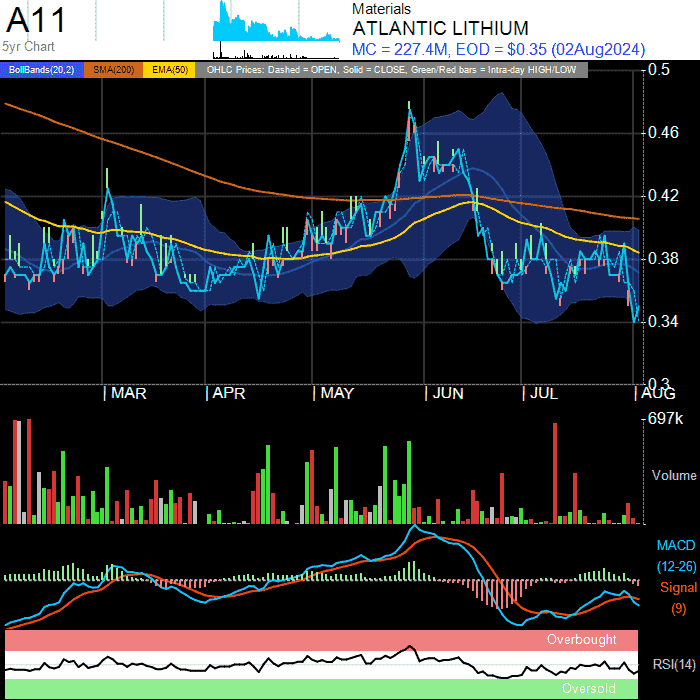 A11
5yr Chart
Materials
ATLANTIC LITHIUM
MC = 227.4M, EOD = $0.35 (02Aug2024)
BollBands(20,2) SMA(200) EMA(50) OHLC Prices: Dashed = OPEN, Solid = CLOSE, Green/Red bars = Intra-day HIGH/LOW
0.5
0.46
0.42
0.38
0.34
0.3
| MAR | APR | MAY | JUN | JUL | AUG
697k
Volume
MACD
(12-26)
Signal
(9)
Overbought
RSI(14)
Oversold